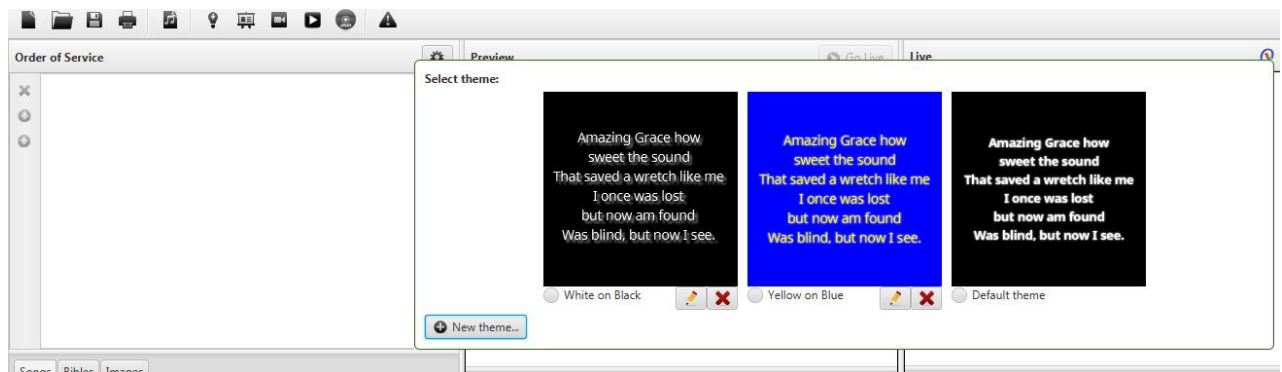 Order of Service
Preview
Go Live
Live
Select theme:
Amazing Grace how
sweet the sound
That saved a wretch like me
I once was lost
but now am found
Was blind, but now I see.
Amazing Grace how
sweet the sound
That saved a wretch like me
I once was lost
but now am found
Was blind, but now I see.
Amazing Grace how
sweet the sound
That saved a wretch like me
I once was lost
but now am found
Was blind, but now I see.
White on Black
Yellow on Blue
Default theme
New theme...
Songs Bibles Images